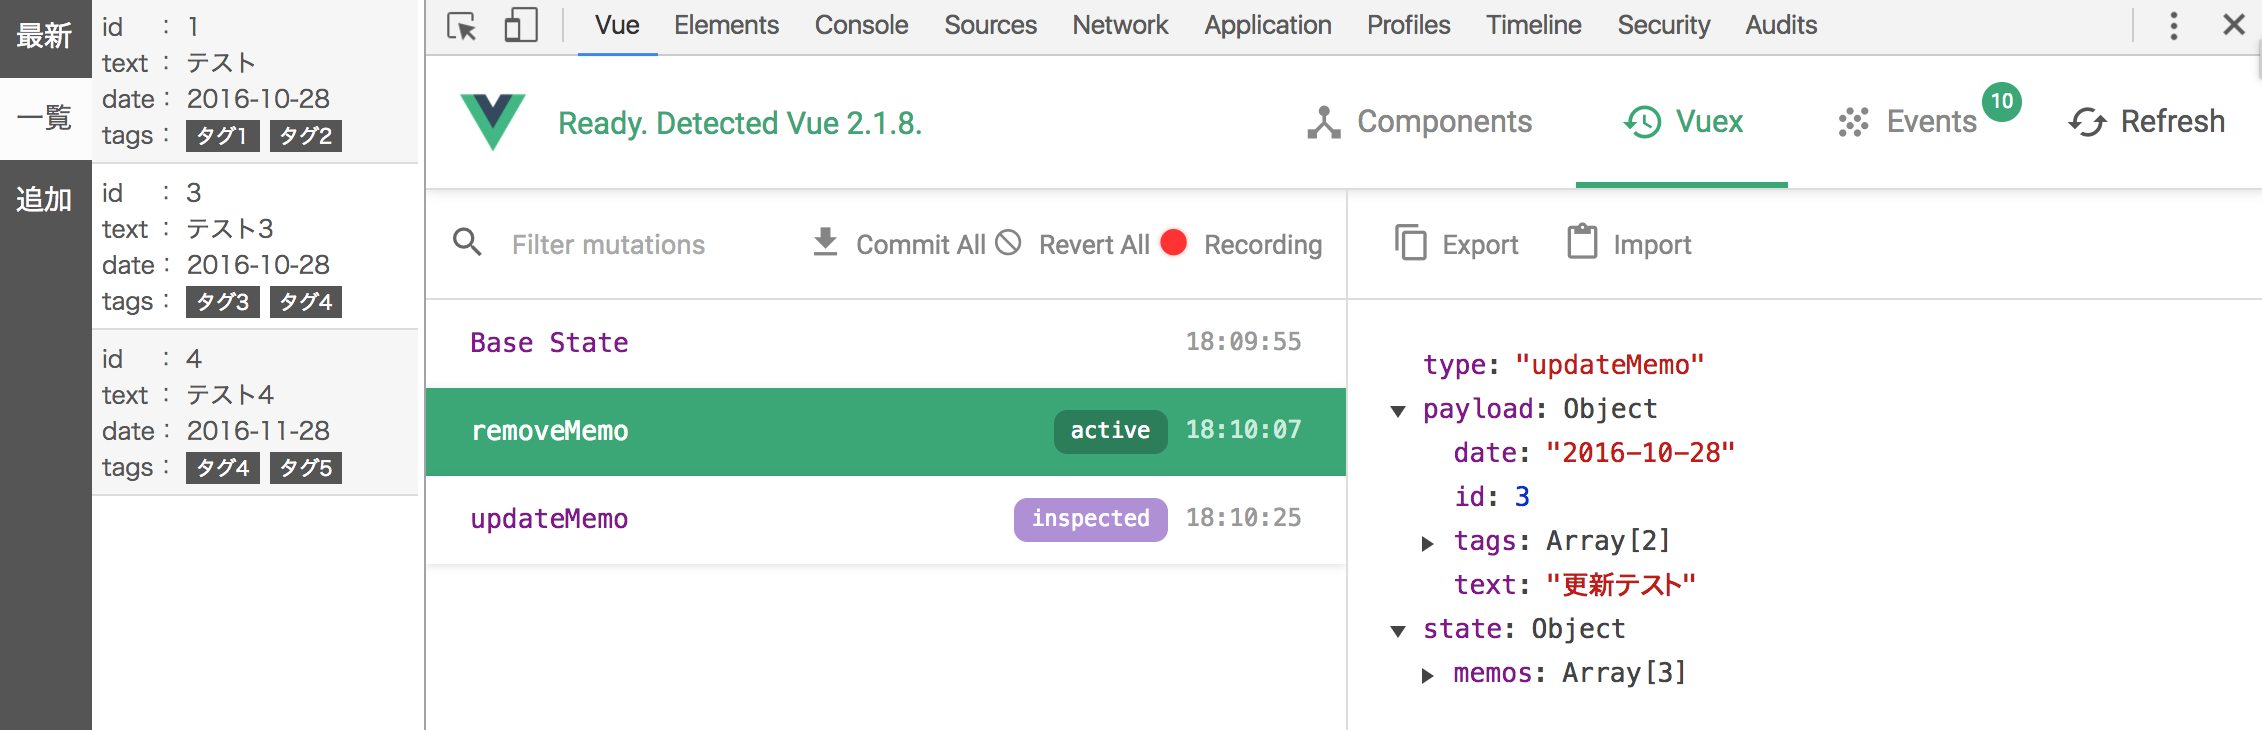 最新
一覧
追加
id : 1
text : テスト
date : 2016-10-28
tags : タグ1 タグ2
id : 3
text : テスト3
date : 2016-10-28
tags : タグ3 タグ4
id : 4
text : テスト4
date : 2016-11-28
tags : タグ4 タグ5
Vue Elements Console Sources Network Application Profiles Timeline Security Audits
Ready. Detected Vue 2.1.8. Components Vuex Events 10 Refresh
Filter mutations Commit All Revert All Recording
Base State 18:09:55
removeMemo active 18:10:07
updateMemo inspected 18:10:25
Export Import
type: "updateMemo"
payload: Object
date: "2016-10-28"
id: 3
tags: Array[2]
text: "更新テスト"
state: Object
memos: Array[3]